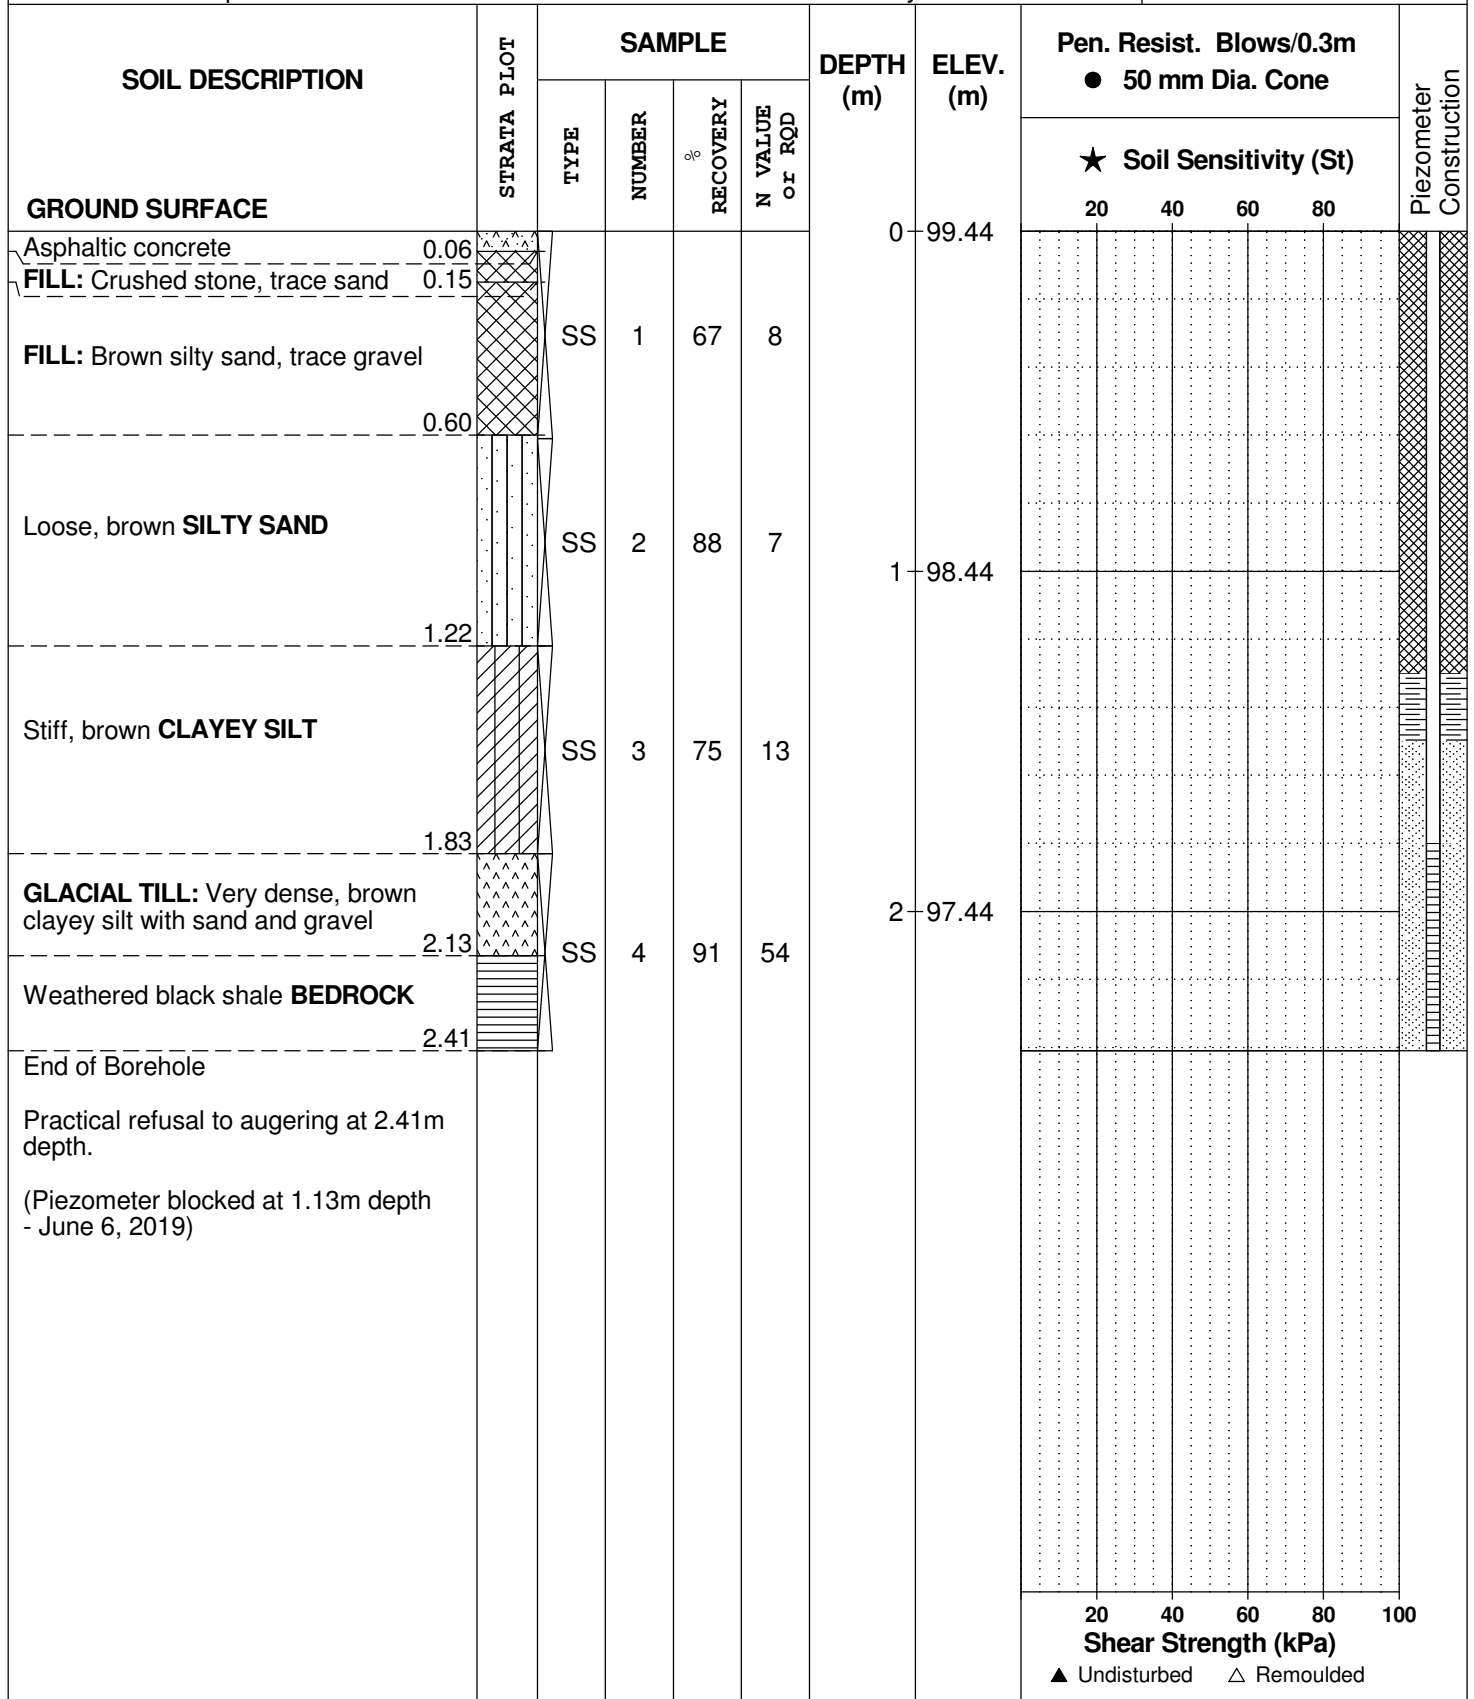 SOIL DESCRIPTION
GROUND SURFACE
STRATA PLOT
SAMPLE
TYPE
NUMBER
%
RECOVERY
N VALUE
or RQD
DEPTH
(m)
ELEV.
(m)
Pen. Resist. Blows/0.3m
● 50 mm Dia. Cone
★ Soil Sensitivity (St)
20 40 60 80
Piezometer
Construction
0 99.44
Asphaltic concrete 0.06
FILL: Crushed stone, trace sand 0.15
SS 1 67 8
FILL: Brown silty sand, trace gravel
0.60
Loose, brown SILTY SAND
SS 2 88 7
1 98.44
1.22
Stiff, brown CLAYEY SILT
SS 3 75 13
1.83
GLACIAL TILL: Very dense, brown
clayey silt with sand and gravel
2 97.44
2.13
SS 4 91 54
Weathered black shale BEDROCK
2.41
End of Borehole
Practical refusal to augering at 2.41m
depth.
(Piezometer blocked at 1.13m depth
- June 6, 2019)
20 40 60 80 100
Shear Strength (kPa)
▲ Undisturbed △ Remoulded